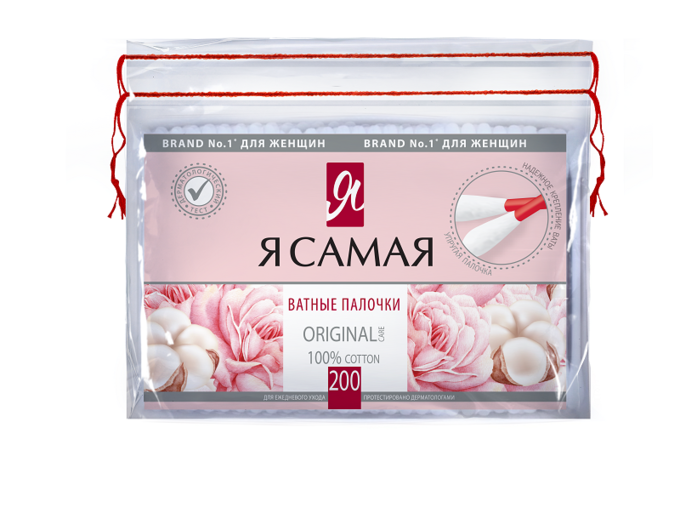 BRAND No.1* ДЛЯ ЖЕНЩИН
BRAND No.1* ДЛЯ ЖЕНЩИН
ДЕРМАТОЛОГИЧЕСКИЙ
ТЕСТ
Я
НАДЕЖНОЕ КРЕПЛЕНИЕ ВАТЫ
УПРУГАЯ ПАЛОЧКА
Я САМАЯ
ВАТНЫЕ ПАЛОЧКИ
ORIGINAL CARE
100% COTTON
200
ДЛЯ ЕЖЕДНЕВНОГО УХОДА
ПРОТЕСТИРОВАНО ДЕРМАТОЛОГАМИ